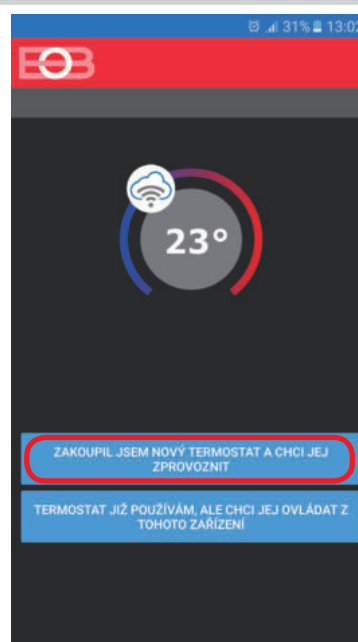 31% 13:02
EOB
23°
ZAKOUPIL JSEM NOVÝ TERMOSTAT A CHCI JEJ
ZPROVOZNIT
TERMOSTAT JIŽ POUŽÍVÁM, ALE CHCI JEJ OVLÁDAT Z
TOHOTO ZAŘÍZENÍ